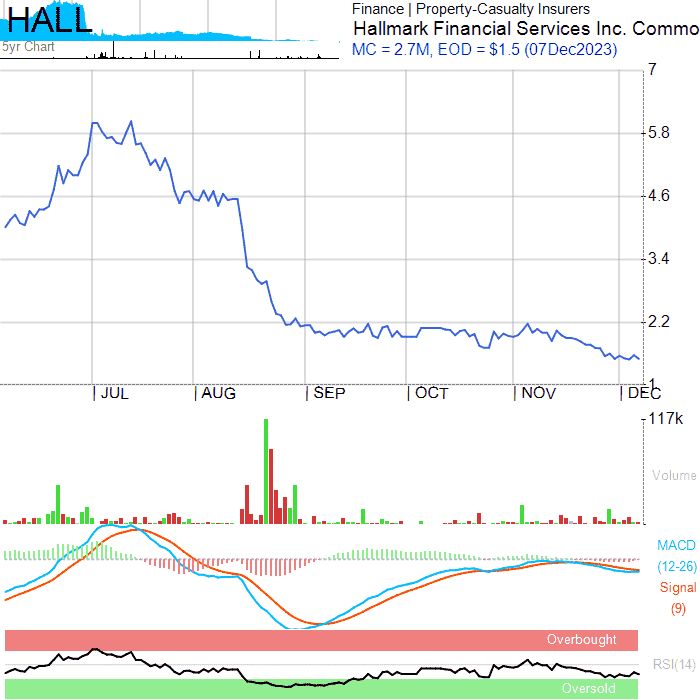 HALL
5yr Chart
Finance | Property-Casualty Insurers
Hallmark Financial Services Inc. Commo
MC = 2.7M, EOD = $1.5 (07Dec2023)
7
5.8
4.6
3.4
2.2
1
JUL AUG SEP OCT NOV DEC
117k
Volume
MACD
(12-26)
Signal
(9)
Overbought
RSI(14)
Oversold